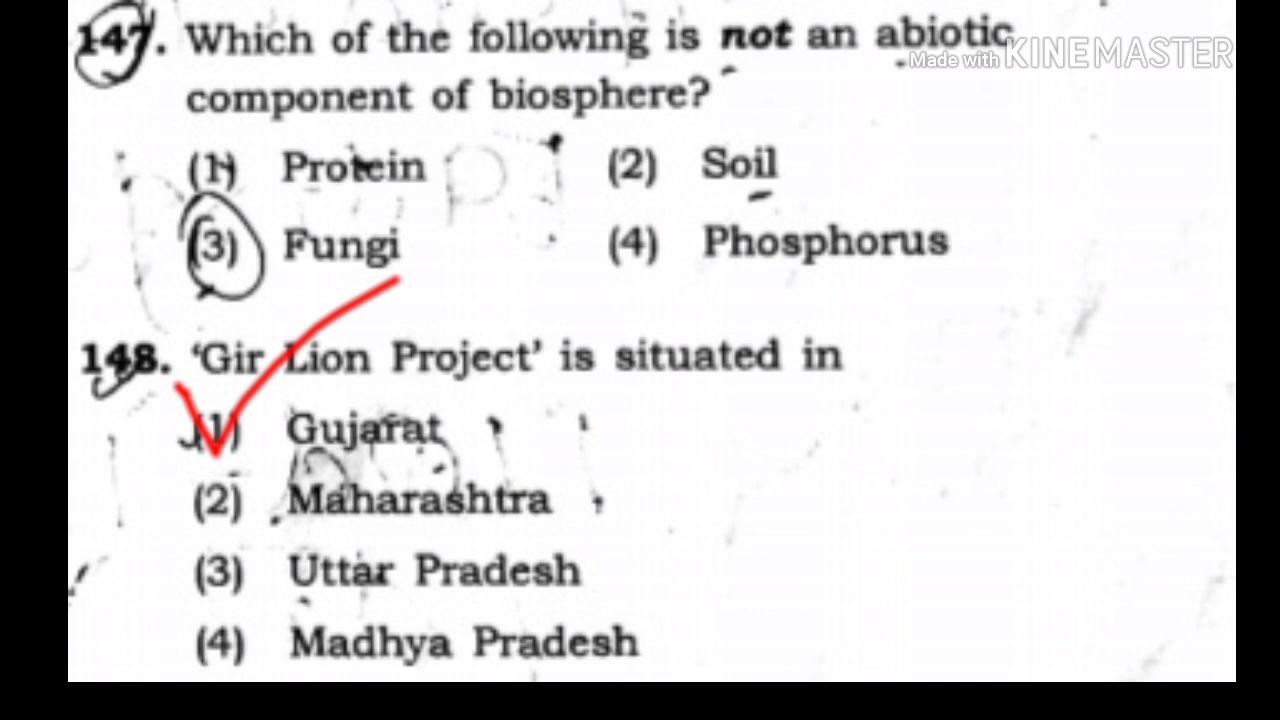 147. Which of the following is not an abiotic
Made with KINEMASTER
component of biosphere?
(1) Protein (2) Soil
(3) Fungi (4) Phosphorus
148. ‘Gir Lion Project’ is situated in
(1) Gujarat
(2) Maharashtra
(3) Uttar Pradesh
(4) Madhya Pradesh